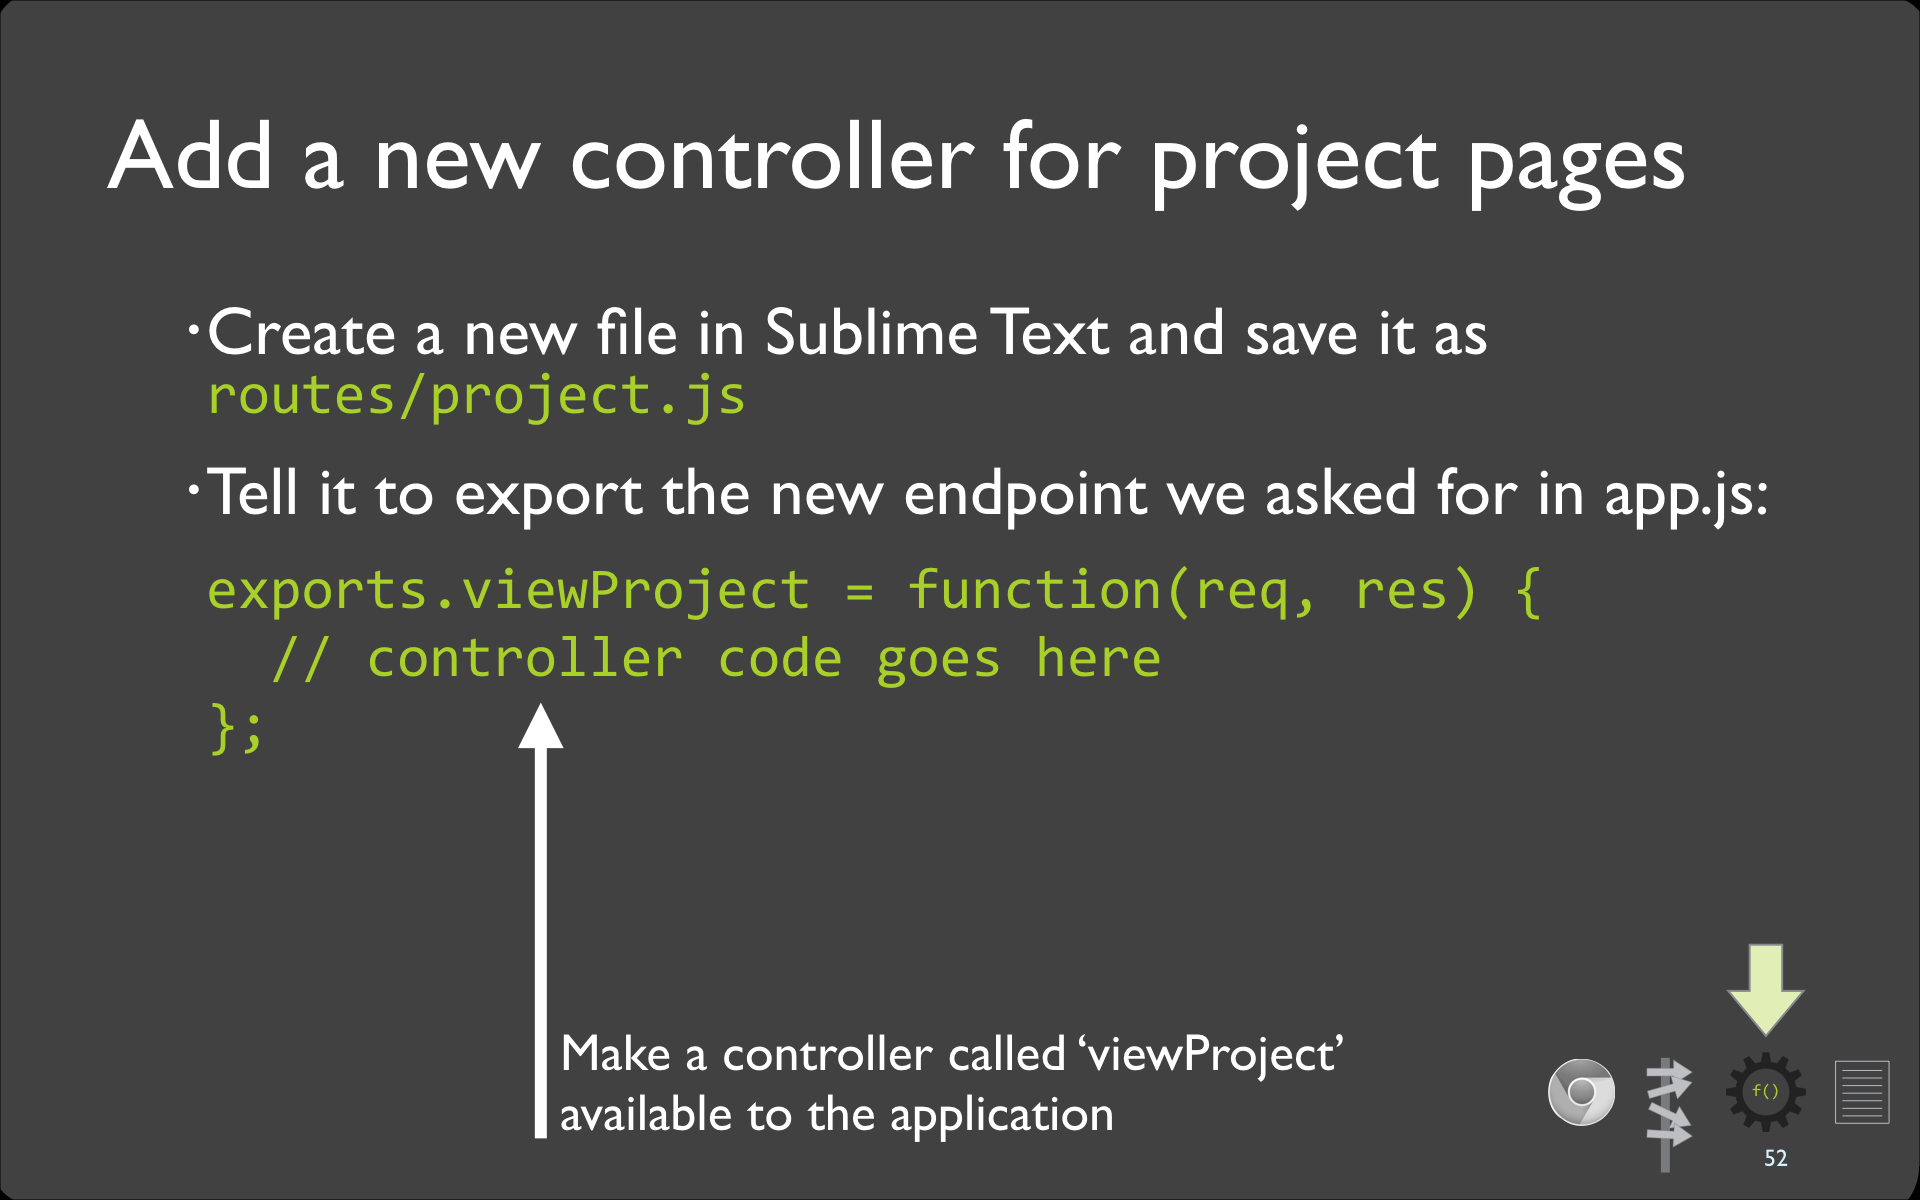 Add a new controller for project pages
·Create a new file in Sublime Text and save it as
routes/project.js
·Tell it to export the new endpoint we asked for in app.js:
exports.viewProject = function(req, res) {
  // controller code goes here
};
Make a controller called ‘viewProject’
available to the application
f()
52